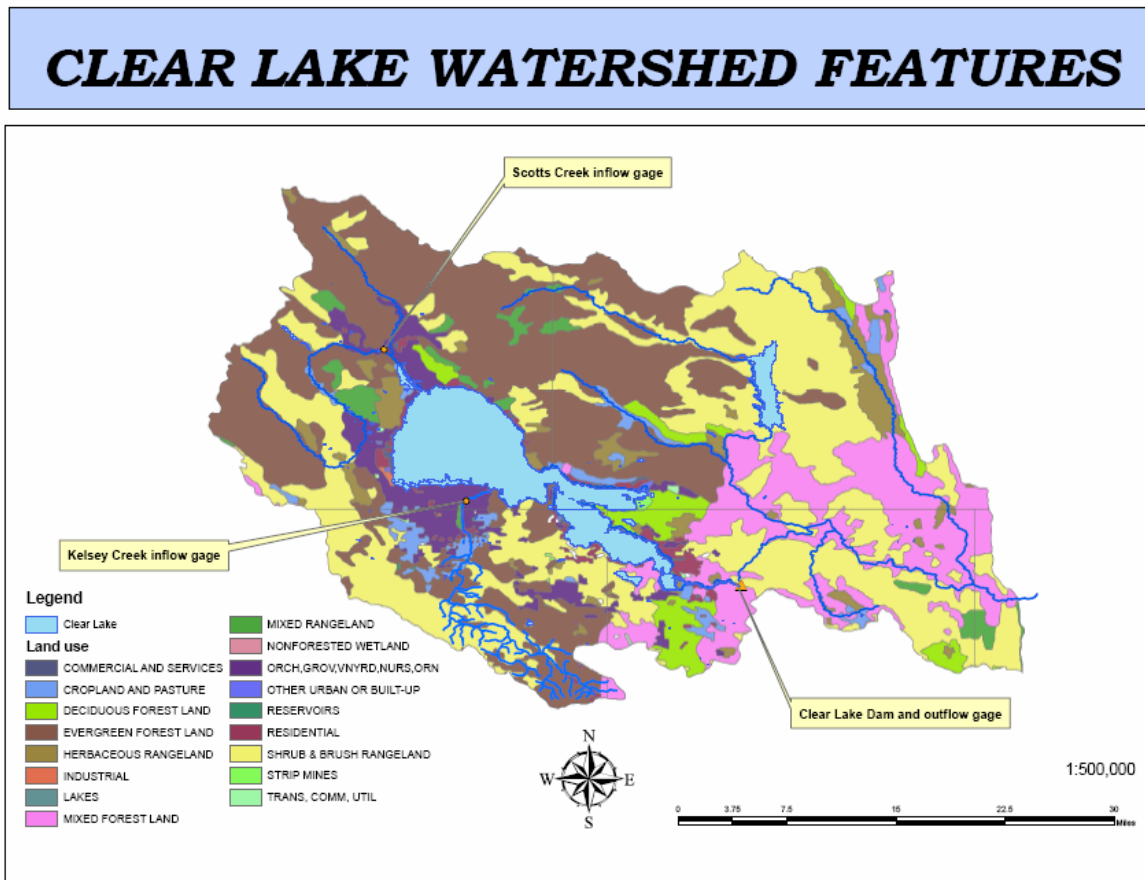 CLEAR LAKE WATERSHED FEATURES
Scotts Creek inflow gage
Kelsey Creek inflow gage
Clear Lake Dam and outflow gage
Legend
Clear Lake
Land use
COMMERCIAL AND SERVICES
CROPLAND AND PASTURE
DECIDUOUS FOREST LAND
EVERGREEN FOREST LAND
HERBACEOUS RANGELAND
INDUSTRIAL
LAKES
MIXED FOREST LAND
MIXED RANGELAND
NONFORESTED WETLAND
ORCH,GROV,VNYRD,NURS,ORN
OTHER URBAN OR BUILT-UP
RESERVOIRS
RESIDENTIAL
SHRUB & BRUSH RANGELAND
STRIP MINES
TRANS, COMM, UTIL
N
W E
S
1:500,000
0 3.75 7.5 15 22.5 30
Miles